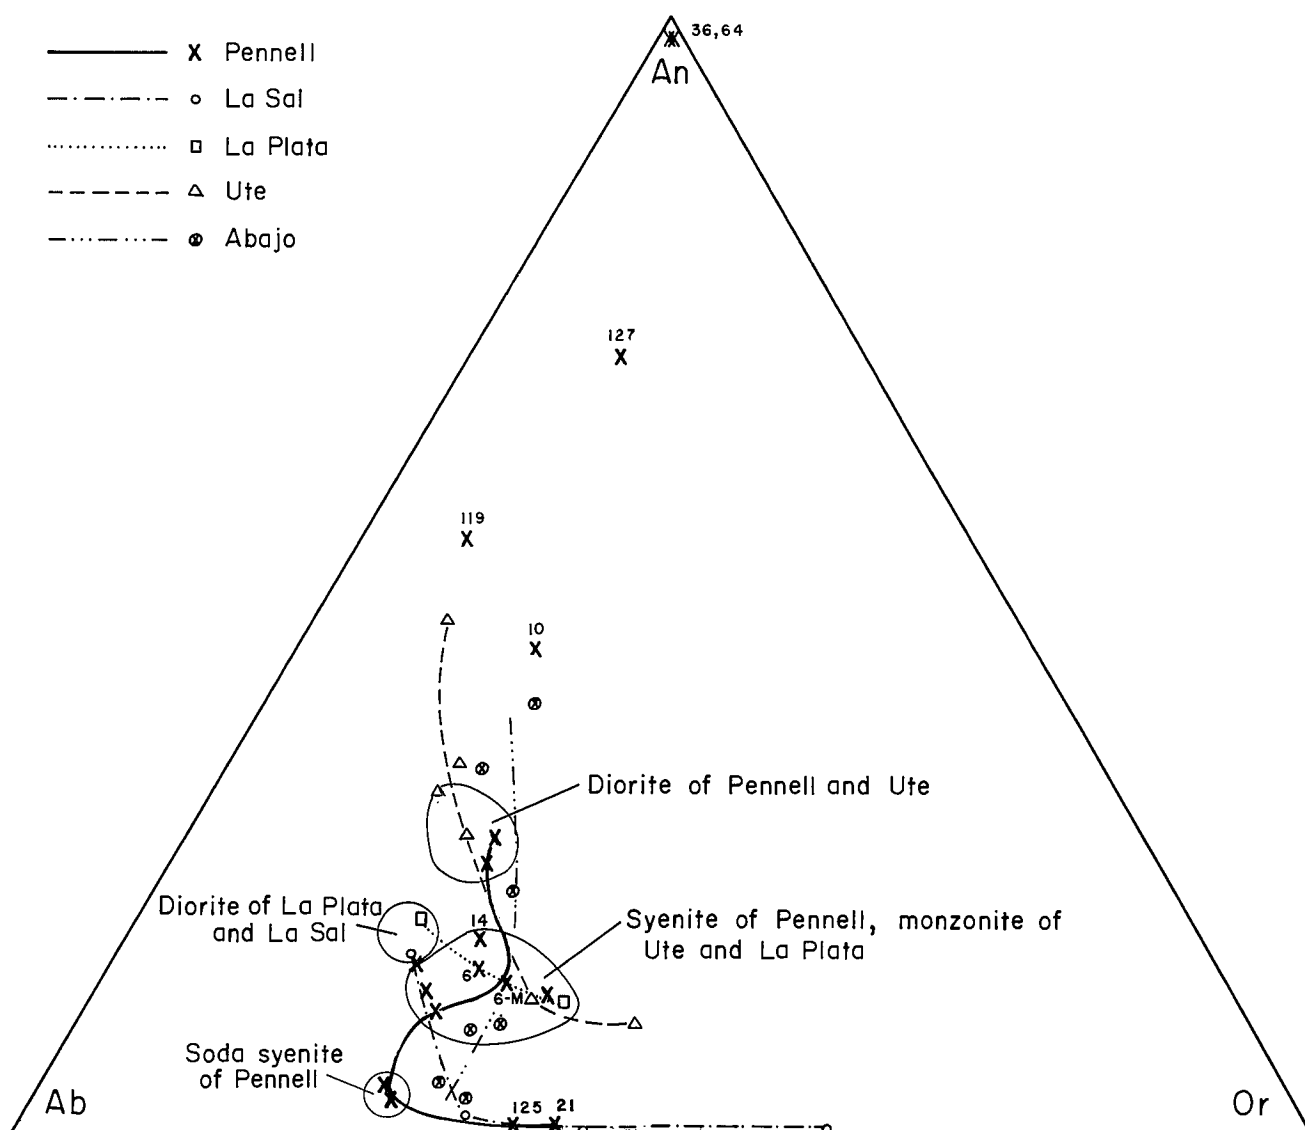 36,64
An
X Pennell
La Sal
La Plata
Ute
Abajo
127
119
10
Diorite of Pennell and Ute
Diorite of La Plata
and La Sal
14
Syenite of Pennell, monzonite of
Ute and La Plata
6
6-M
Soda syenite
of Pennell
Ab
125 21
Or